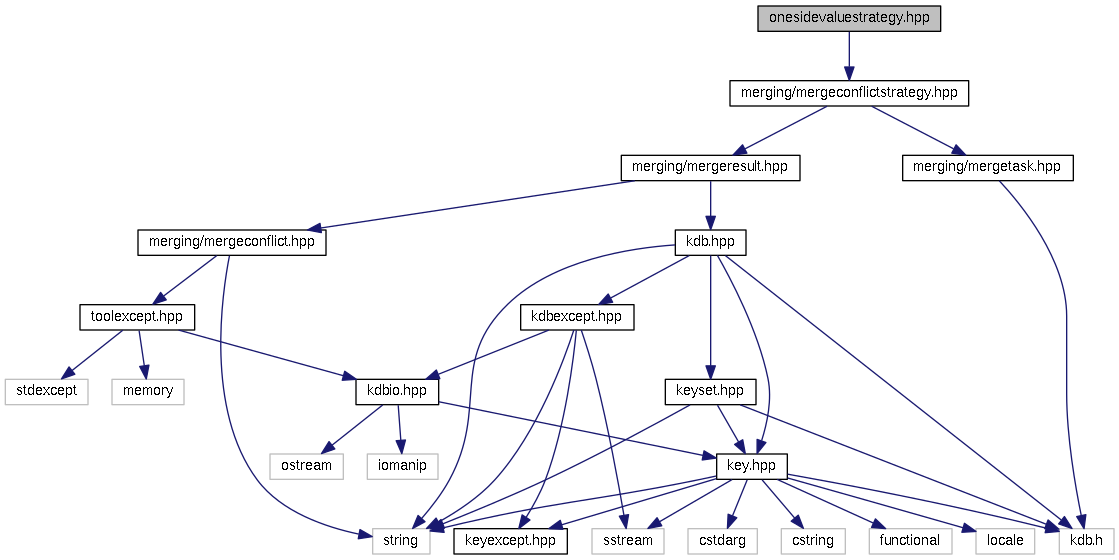 onesidevaluestrategy.hpp
merging/mergeconflictstrategy.hpp
merging/mergeresult.hpp
merging/mergetask.hpp
merging/mergeconflict.hpp
kdb.hpp
toolexcept.hpp
kdbexcept.hpp
stdexcept
memory
kdbio.hpp
keyset.hpp
ostream
iomanip
key.hpp
string
keyexcept.hpp
sstream
cstdarg
cstring
functional
locale
kdb.h